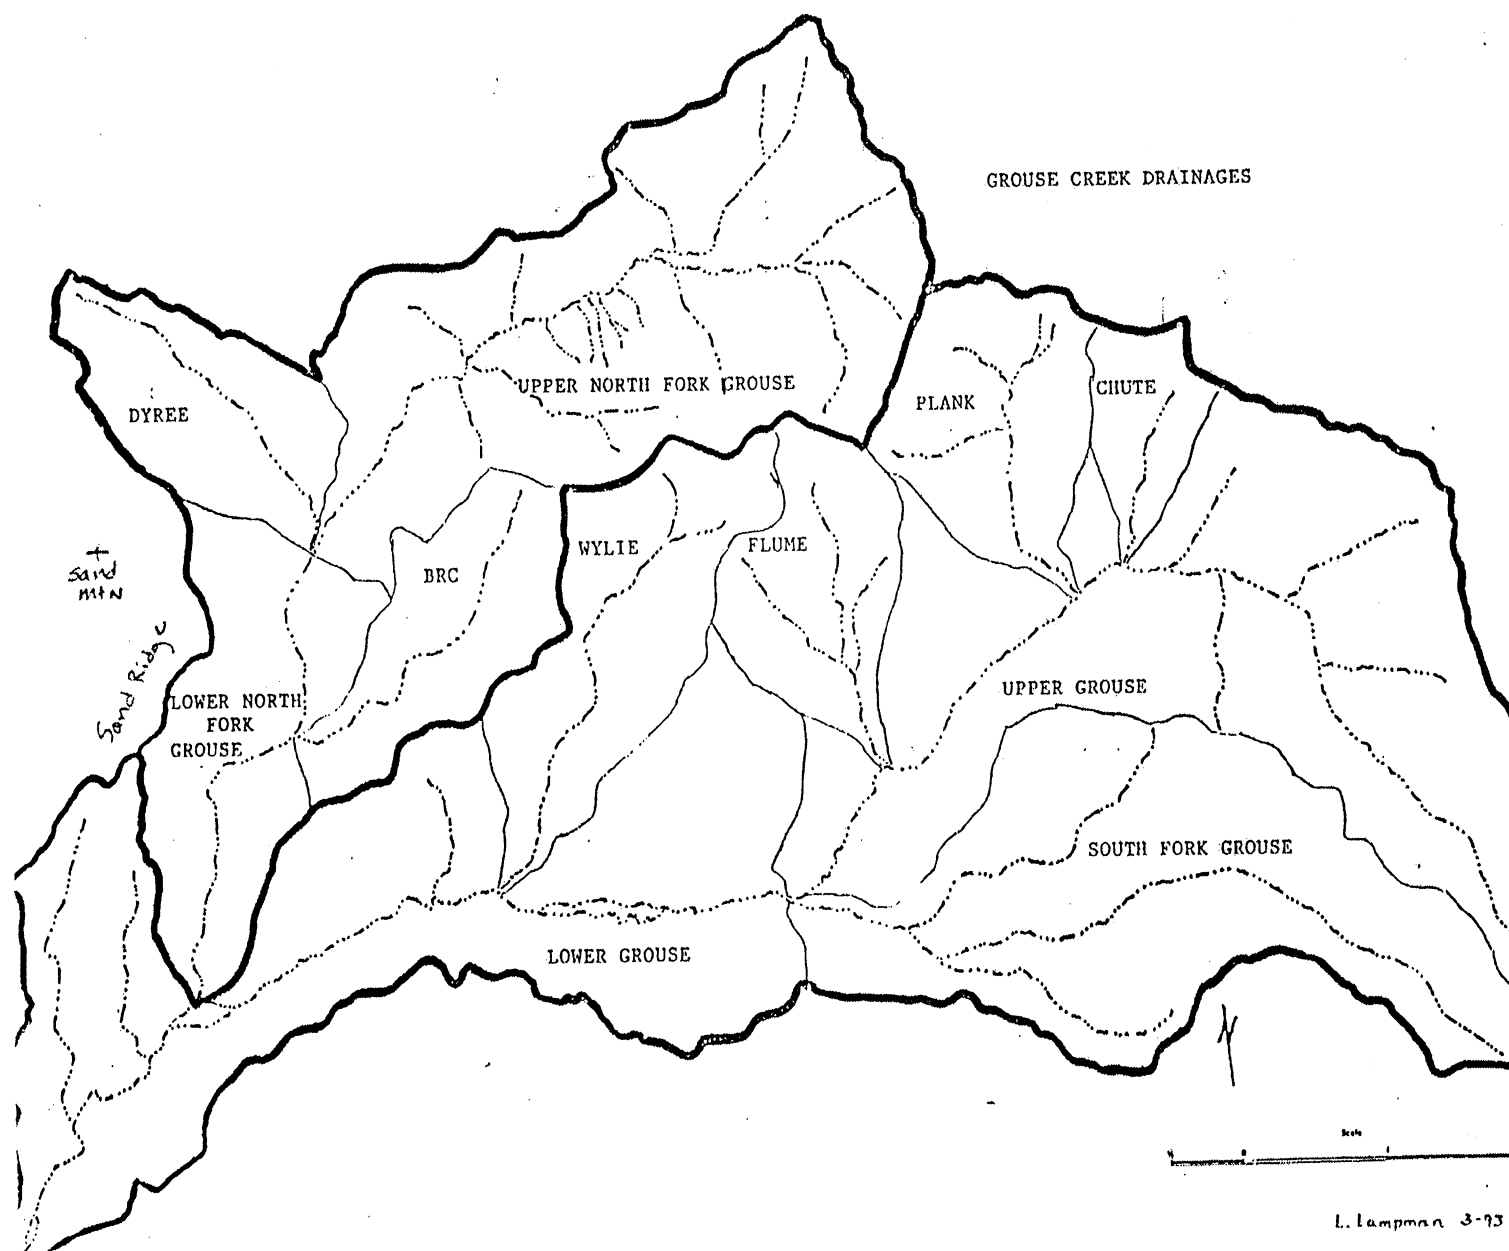 GROUSE CREEK DRAINAGES
DYREE
UPPER NORTH FORK GROUSE
PLANK
CHUTE
WYLIE
FLUME
BRC
Sand
MtN
Sand Ridge
LOWER NORTH
FORK
GROUSE
UPPER GROUSE
SOUTH FORK GROUSE
LOWER GROUSE
N
Scale
L. Lampman 3-93